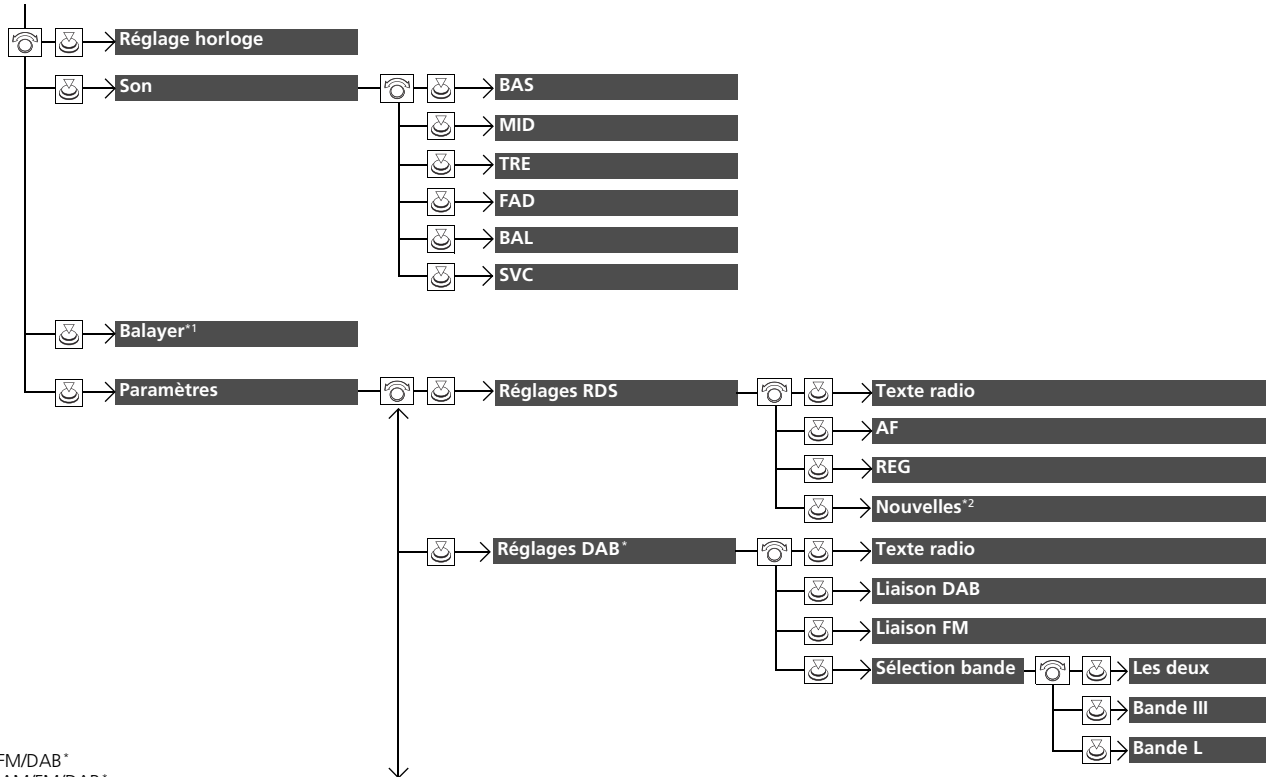 Réglage horloge
Son
BAS
MID
TRE
FAD
BAL
SVC
Balayer*1
Paramètres
Réglages RDS
Texte radio
AF
REG
Nouvelles*2
Réglages DAB*
Texte radio
Liaison DAB
Liaison FM
Sélection bande
Les deux
Bande III
Bande L
FM/DAB*
AM/FM/DAB*